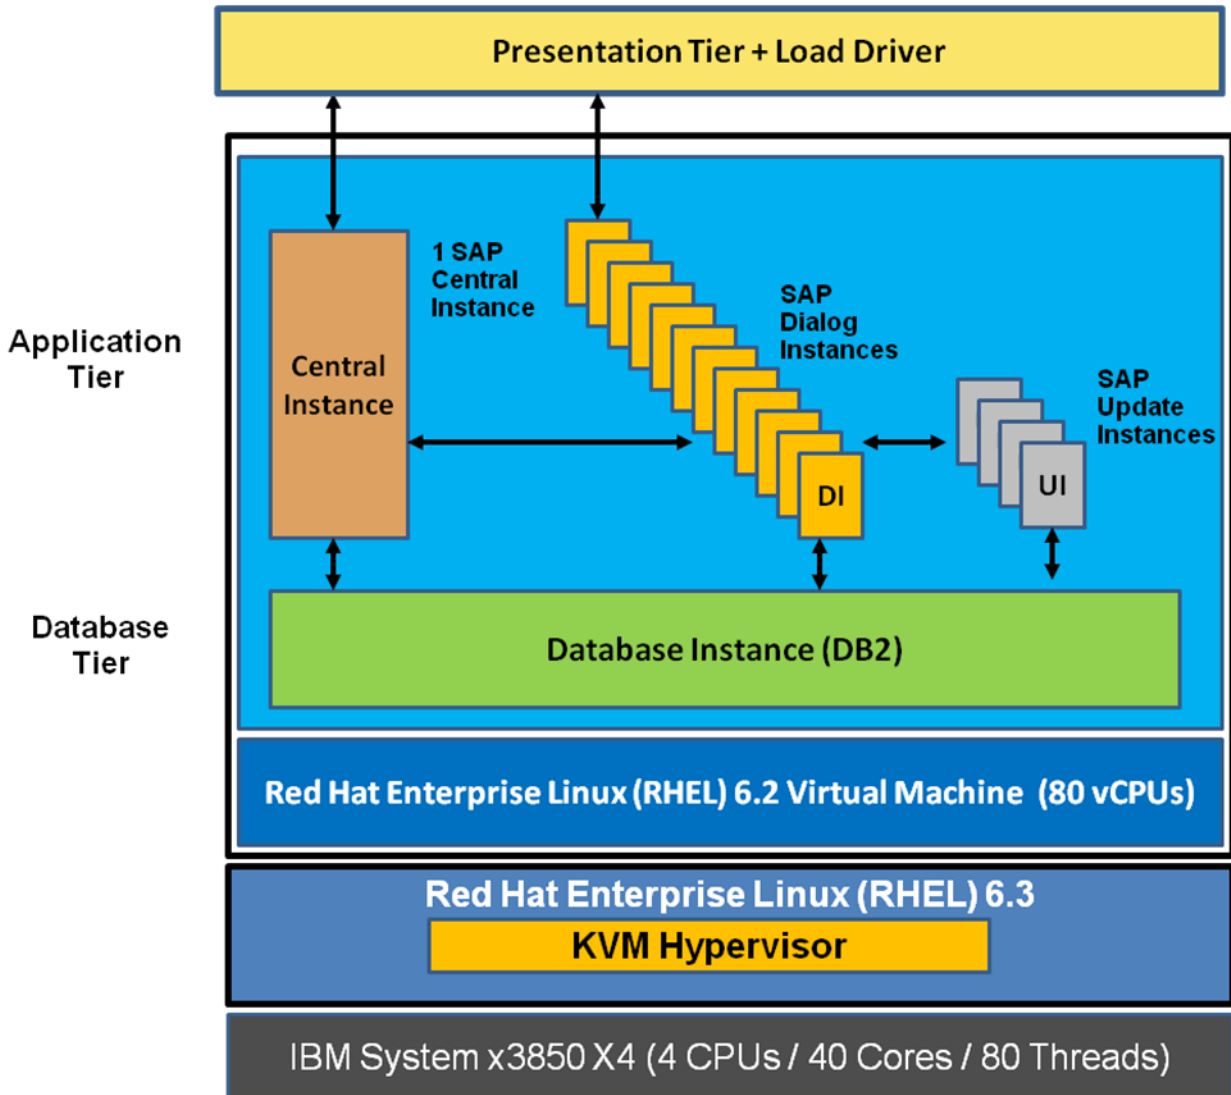 Presentation Tier + Load Driver
1 SAP
Central
Instance
SAP
Dialog
Instances
Application
Tier
Central
Instance
SAP
Update
Instances
DI
UI
Database
Tier
Database Instance (DB2)
Red Hat Enterprise Linux (RHEL) 6.2 Virtual Machine (80 vCPUs)
Red Hat Enterprise Linux (RHEL) 6.3
KVM Hypervisor
IBM System x3850 X4 (4 CPUs / 40 Cores / 80 Threads)